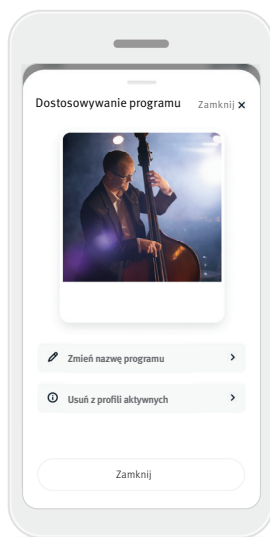 Dostosowywanie programu Zamknij ×
Zmień nazwę programu
Usuń z profili aktywnych
Zamknij